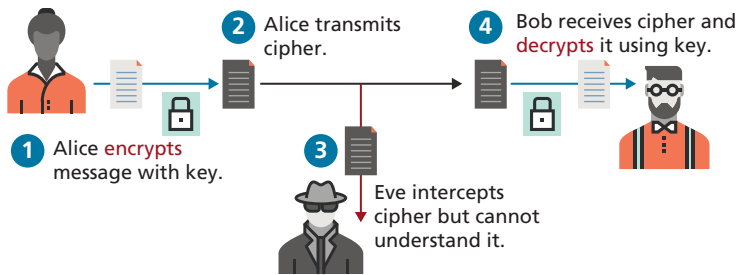 1 Alice encrypts
message with key.
2 Alice transmits
cipher.
3
Eve intercepts
cipher but cannot
understand it.
4 Bob receives cipher and
decrypts it using key.